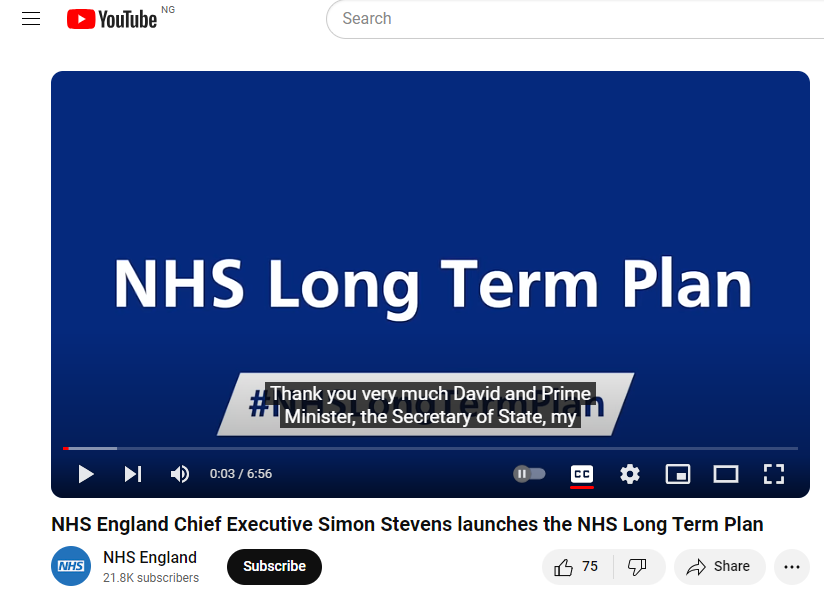 YouTube NG
Search
NHS Long Term Plan
#NHSLongTermPlan
Thank you very much David and Prime
Minister, the Secretary of State, my
0:03 / 6:56
CC
NHS England Chief Executive Simon Stevens launches the NHS Long Term Plan
NHS
NHS England
21.8K subscribers
Subscribe
75
Share